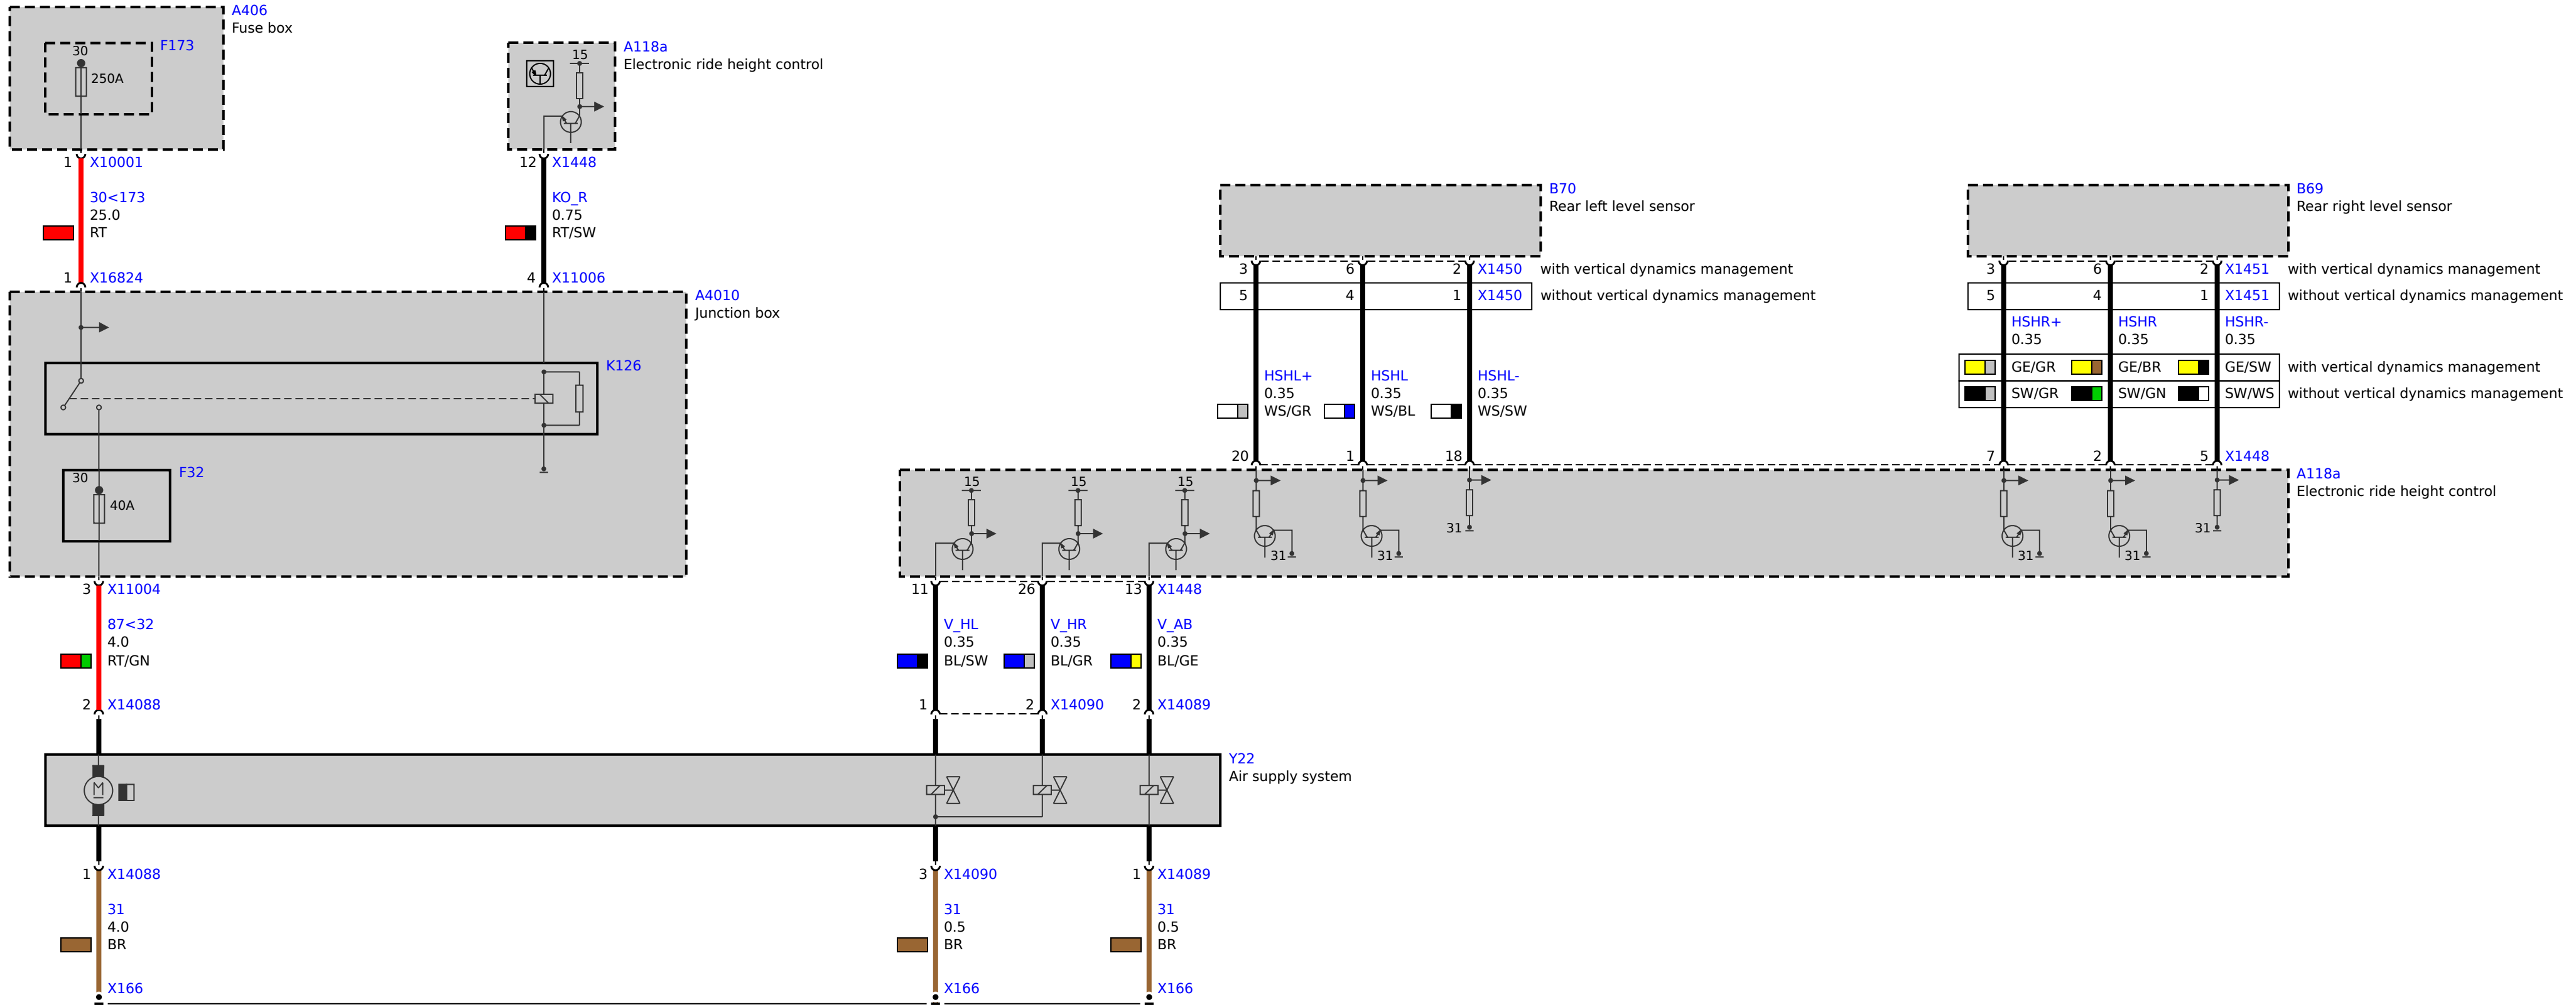 A406
Fuse box
F173
30
250A
1 X10001
30<173
25.0
RT
1 X16824
A118a
Electronic ride height control
15
12 X1448
KO_R
0.75
RT/SW
4 X11006
A4010
Junction box
K126
F32
30
40A
3 X11004
87<32
4.0
RT/GN
2 X14088
B70
Rear left level sensor
3 6 2 X1450 with vertical dynamics management
5 4 1 X1450 without vertical dynamics management
HSHL+ HSHL HSHL-
0.35 0.35 0.35
WS/GR WS/BL WS/SW
20 1 18
B69
Rear right level sensor
3 6 2 X1451 with vertical dynamics management
5 4 1 X1451 without vertical dynamics management
HSHR+ HSHR HSHR-
0.35 0.35 0.35
GE/GR GE/BR GE/SW with vertical dynamics management
SW/GR SW/GN SW/WS without vertical dynamics management
7 2 5 X1448
A118a
Electronic ride height control
15 15 15
31 31 31 31 31 31
11 26 13 X1448
V_HL V_HR V_AB
0.35 0.35 0.35
BL/SW BL/GR BL/GE
1 2 X14090 2 X14089
Y22
Air supply system
M
1 X14088 3 X14090 1 X14089
31 31 31
4.0 0.5 0.5
BR BR BR
X166 X166 X166